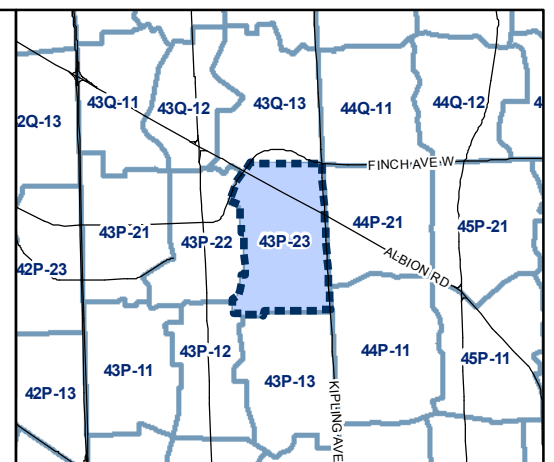 43Q-11
43Q-12
43Q-13
44Q-11
44Q-12
4
2Q-13
FINCH AVE W
43P-21
43P-22
43P-23
44P-21
45P-21
42P-23
ALBION RD
43P-11
43P-12
43P-13
44P-11
45P-11
42P-13
KIPLING AVE